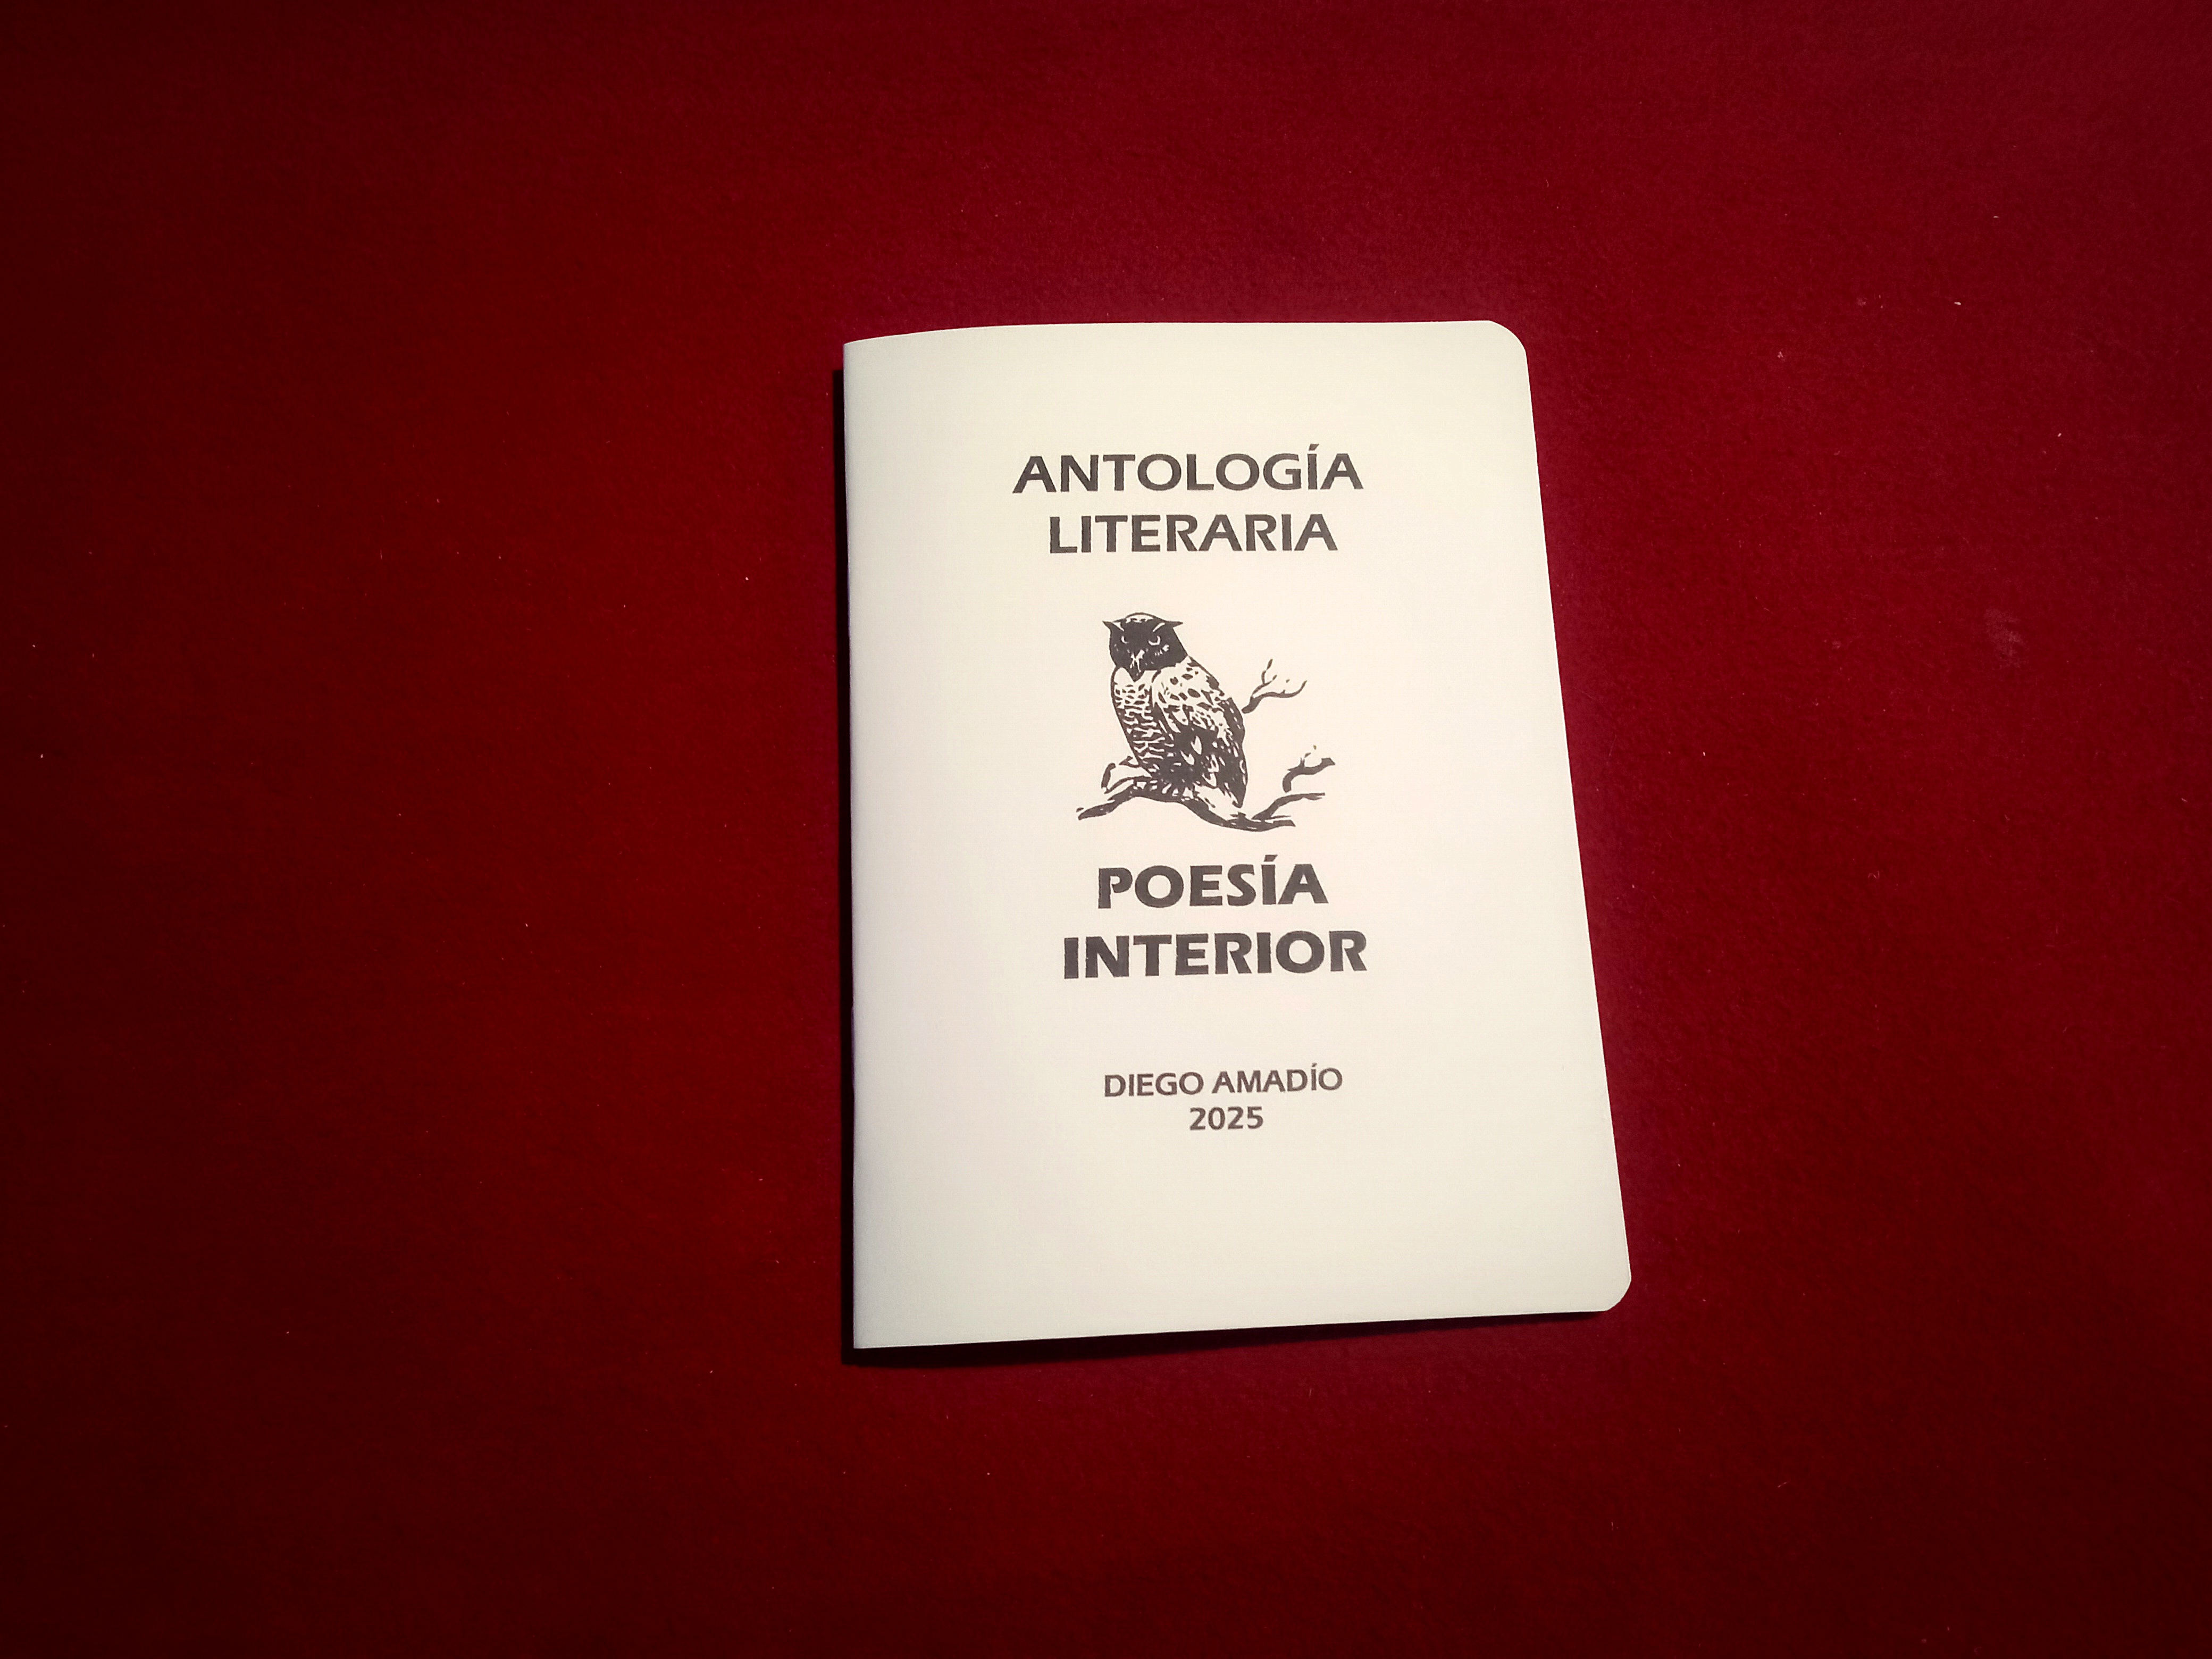 ANTOLOGÍA
LITERARIA
POESÍA
INTERIOR
DIEGO AMADÍO
2025